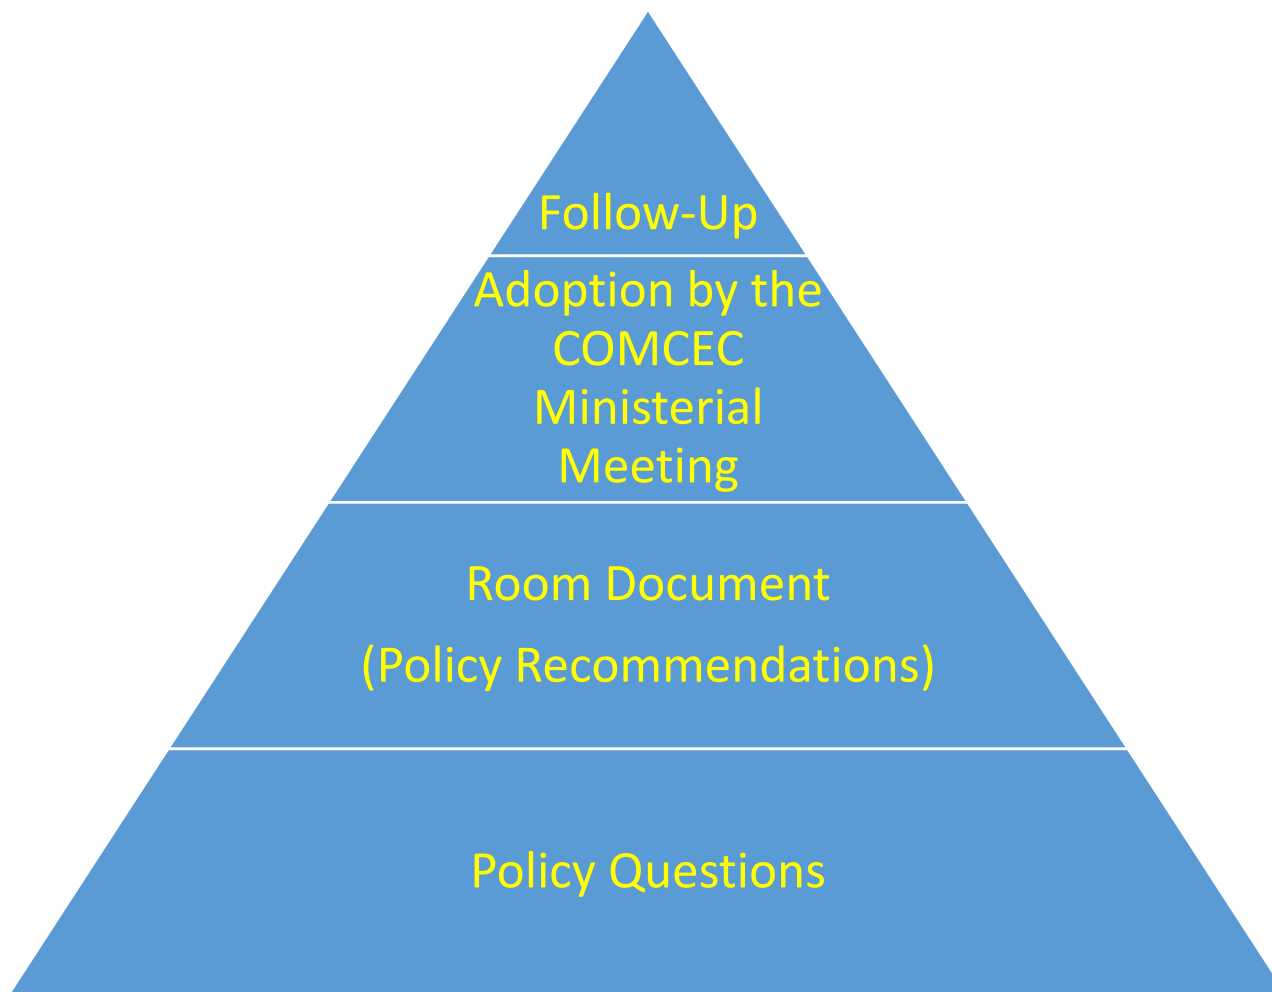 Follow-Up
Adoption by the
COMCEC
Ministerial
Meeting
Room Document
(Policy Recommendations)
Policy Questions